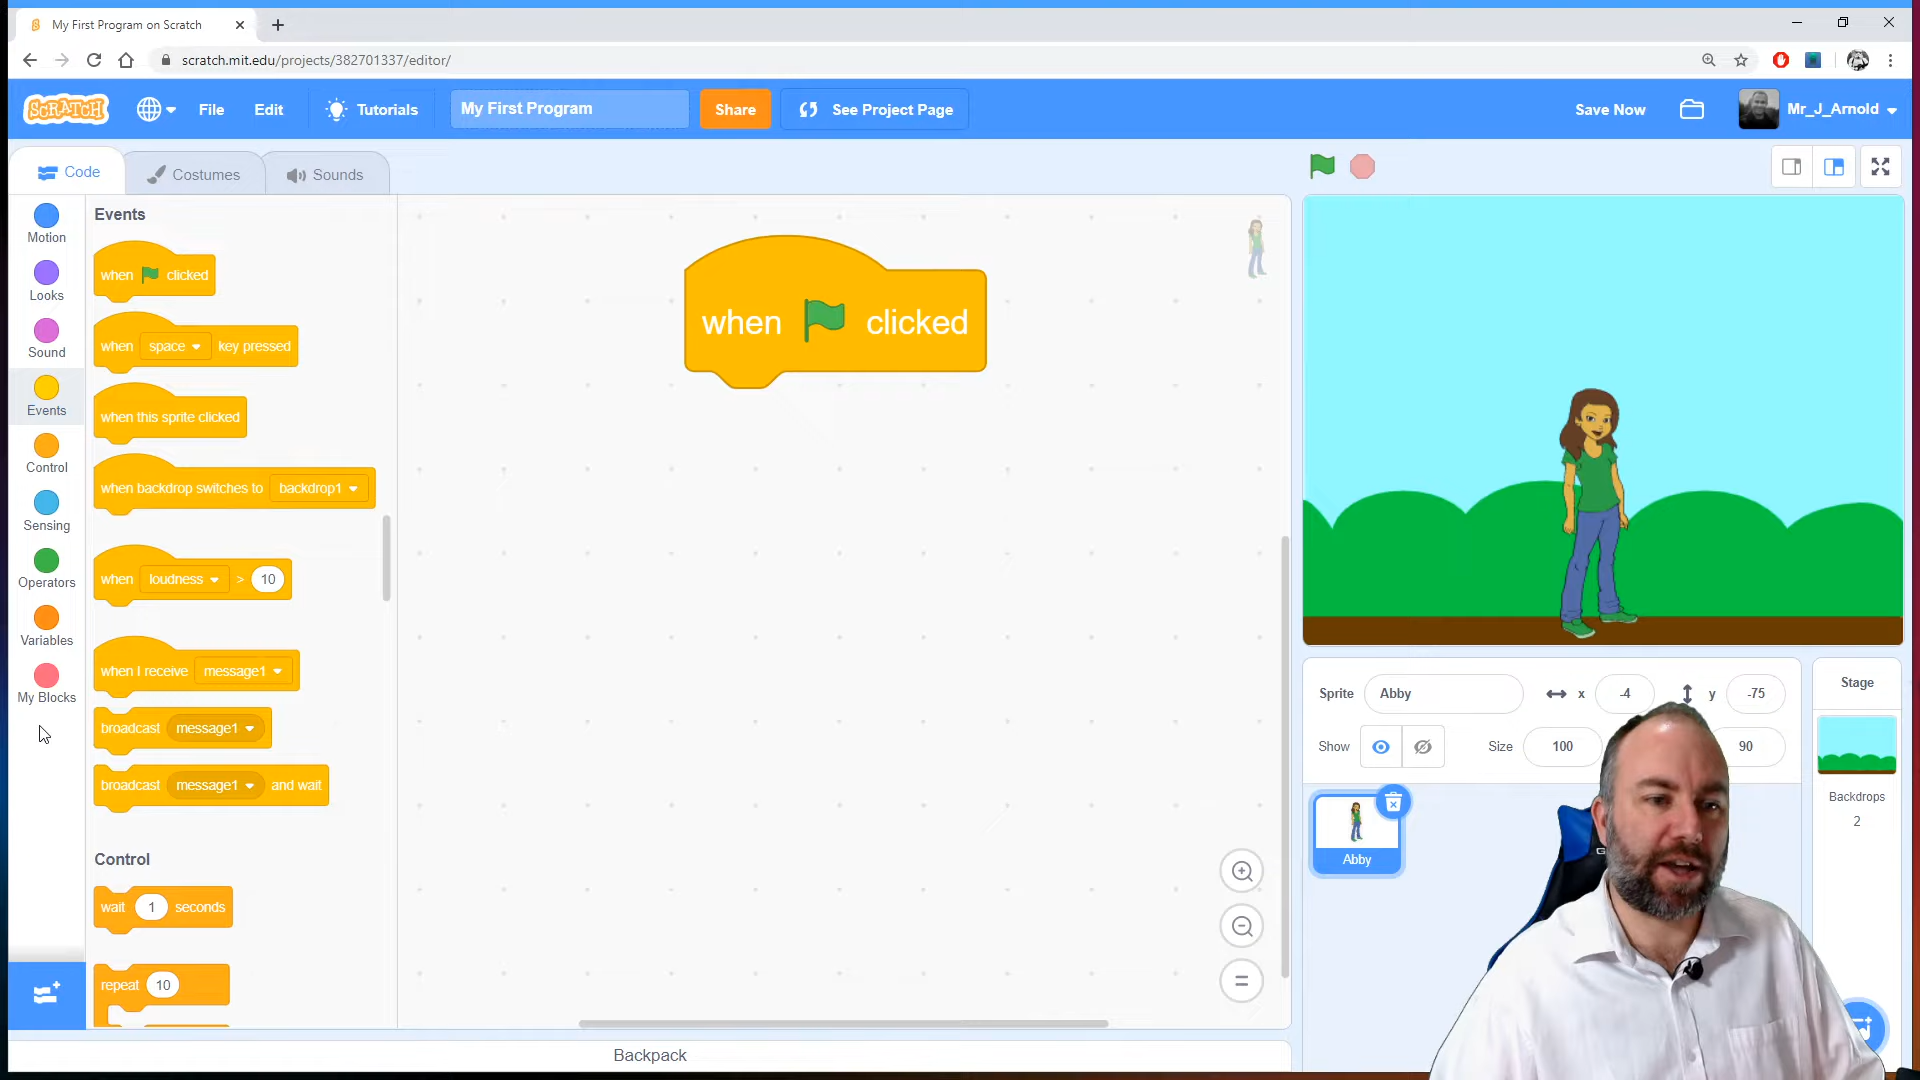 My First Program on Scratch
scratch.mit.edu/projects/382701337/editor/
SCRATCH
File
Edit
Tutorials
My First Program
Share
See Project Page
Save Now
Mr_J_Arnold
Code
Costumes
Sounds
Motion
Looks
Sound
Events
Control
Sensing
Operators
Variables
My Blocks
Events
when clicked
when space key pressed
when this sprite clicked
when backdrop switches to backdrop1
when loudness > 10
when I receive message1
broadcast message1
broadcast message1 and wait
Control
wait 1 seconds
repeat 10
when clicked
Backpack
Sprite Abby
x -4
y -75
Show
Size 100
90
Abby
Stage
Backdrops
2